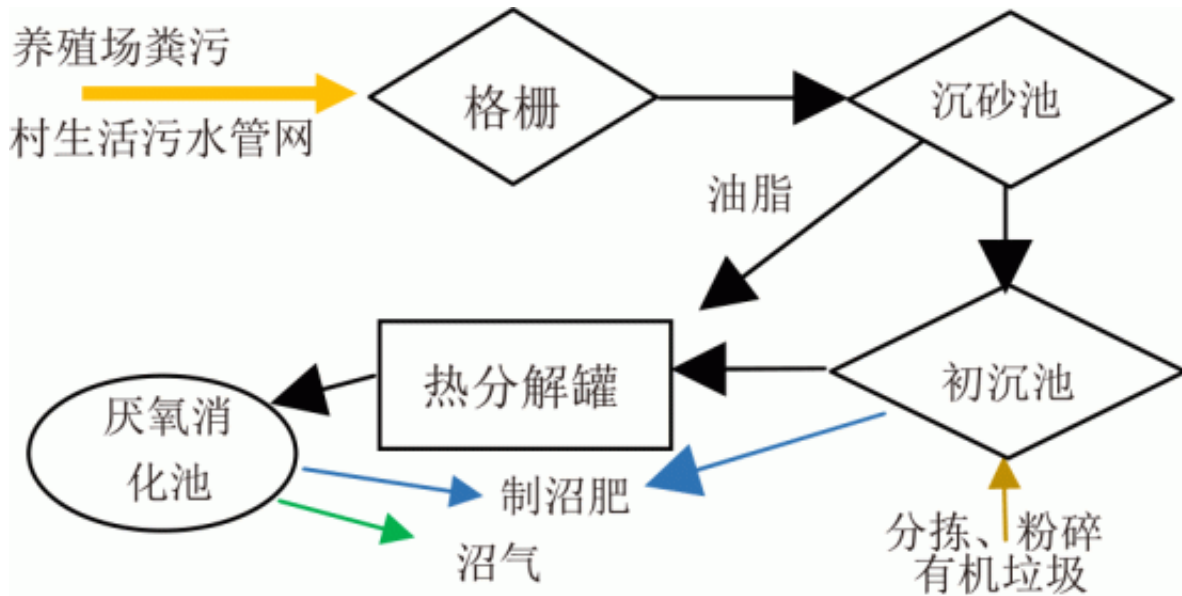 养殖场粪污
村生活污水管网
格栅
沉砂池
油脂
初沉池
热分解罐
厌氧消
化池
制沼肥
沼气
分拣、粉碎
有机垃圾